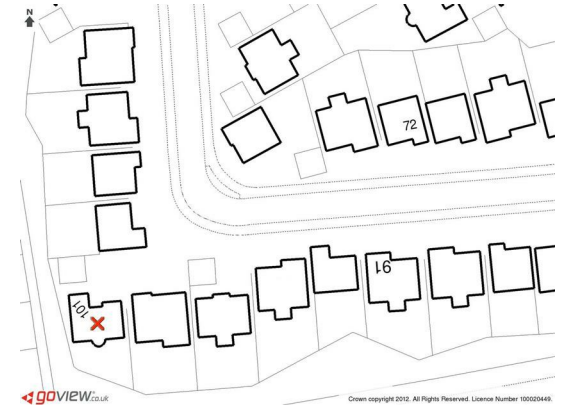 N
72
91
101
goview.co.uk
Crown copyright 2012. All Rights Reserved. Licence Number 100020449.